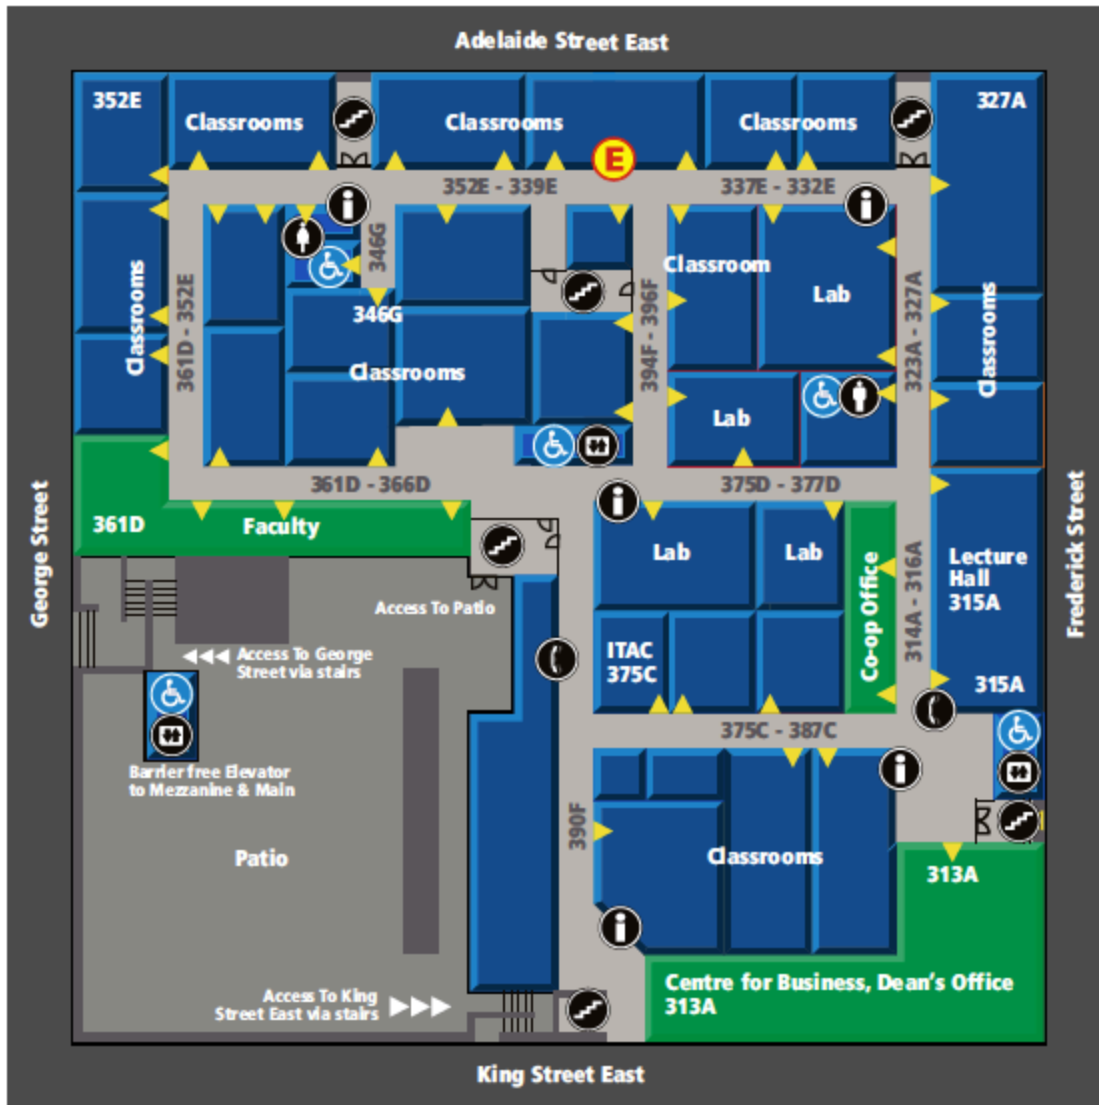 Adelaide Street East
352E
Classrooms
Classrooms
Classrooms
327A
E
352E - 339E
337E - 332E
346G
Classroom
Lab
Classrooms
361D - 352E
346G
394F - 396F
323A - 327A
Classrooms
Classrooms
Lab
361D - 366D
375D - 377D
George Street
361D
Faculty
Lab
Lab
Co-op Office
314A - 316A
Lecture
Hall
315A
Frederick Street
Access To Patio
Access To George
Street via stairs
ITAC
375C
315A
375C - 387C
Barrier free Elevator
to Mezzanine & Main
390F
Patio
Classrooms
313A
Centre for Business, Dean's Office
313A
Access To King
Street East via stairs
King Street East